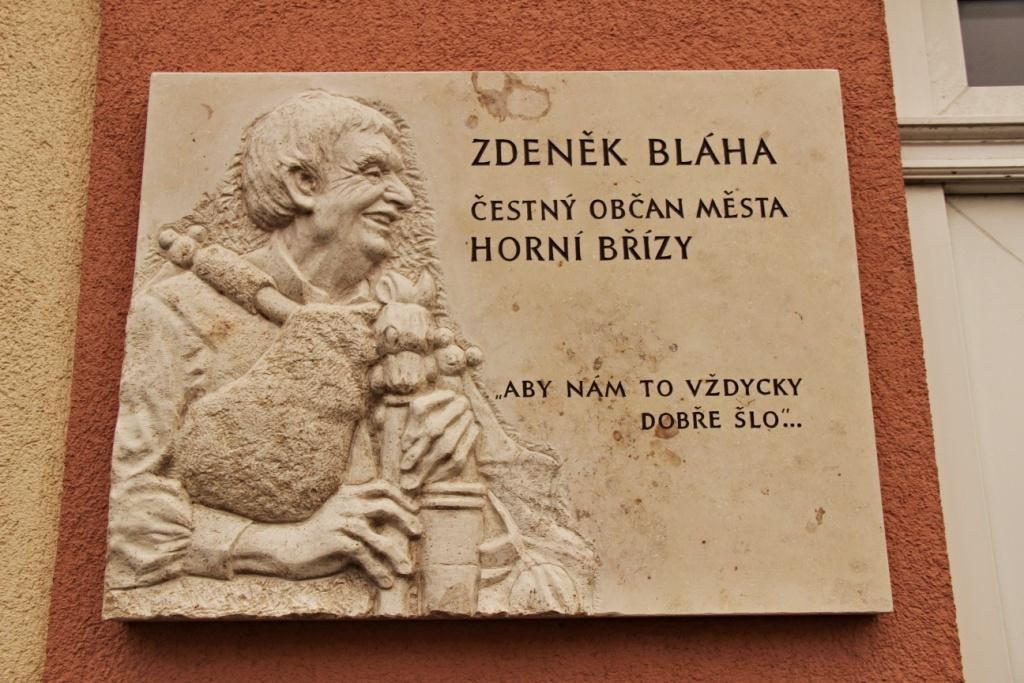 ZDENĚK BLÁHA
ČESTNÝ OBČAN MĚSTA
HORNÍ BŘÍZY
„ABY NÁM TO VŽDYCKY
DOBŘE ŠLO“...